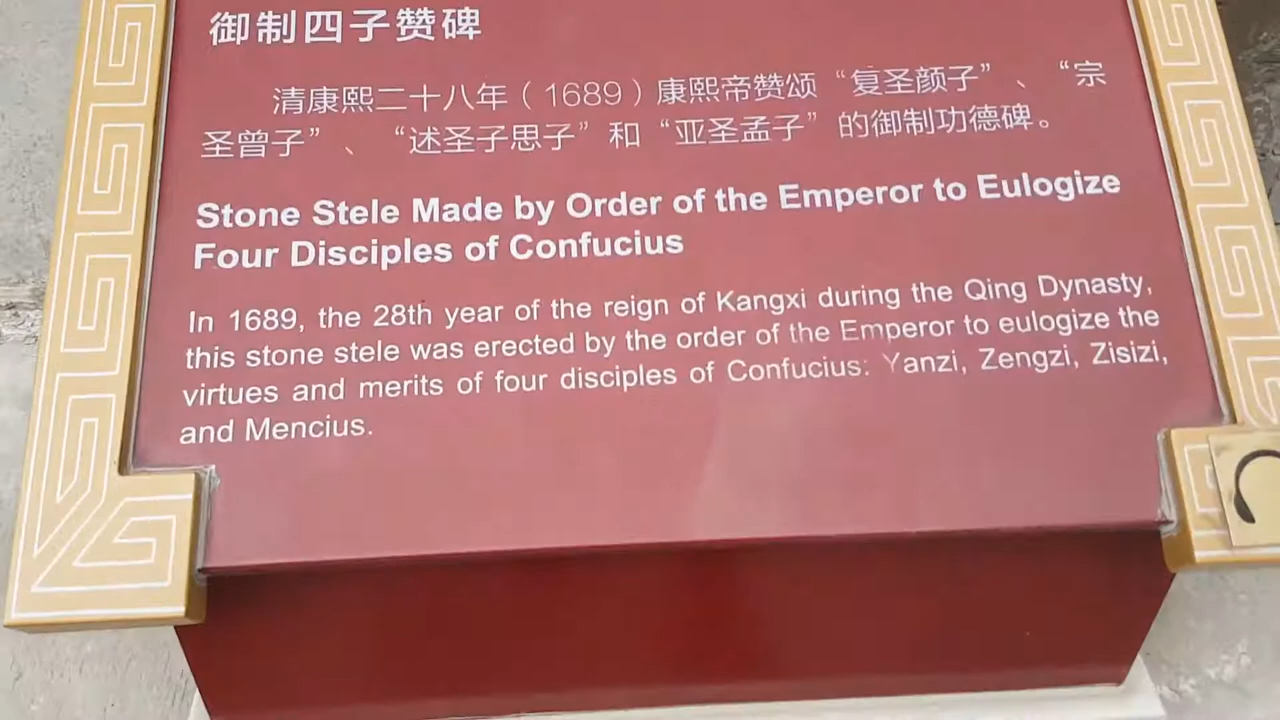 御制四子赞碑
清康熙二十八年（1689）康熙帝赞颂“复圣颜子”、“宗
圣曾子”、“述圣子思子”和“亚圣孟子”的御制功德碑。
Stone Stele Made by Order of the Emperor to Eulogize
Four Disciples of Confucius
In 1689, the 28th year of the reign of Kangxi during the Qing Dynasty,
this stone stele was erected by the order of the Emperor to eulogize the
virtues and merits of four disciples of Confucius: Yanzi, Zengzi, Zisizi,
and Mencius.